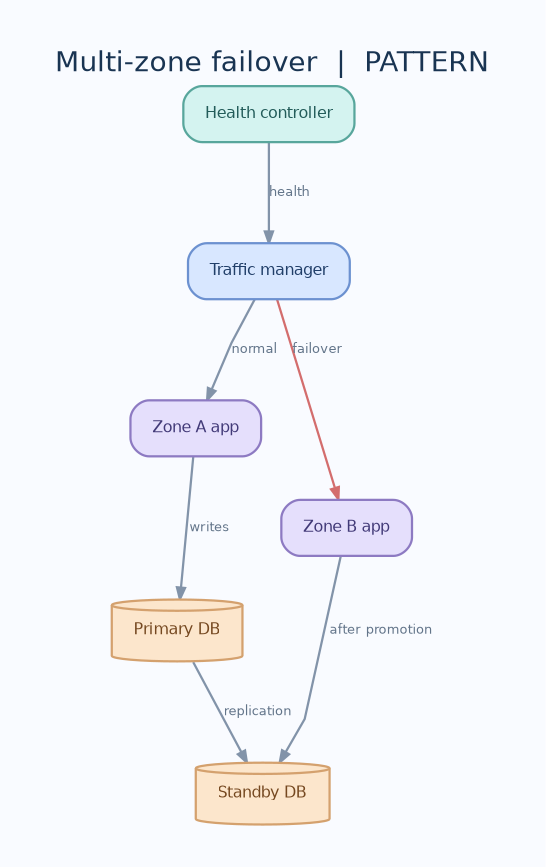 Multi-zone failover | PATTERN
Health controller
health
Traffic manager
normal
failover
Zone A app
Zone B app
writes
after promotion
Primary DB
replication
Standby DB